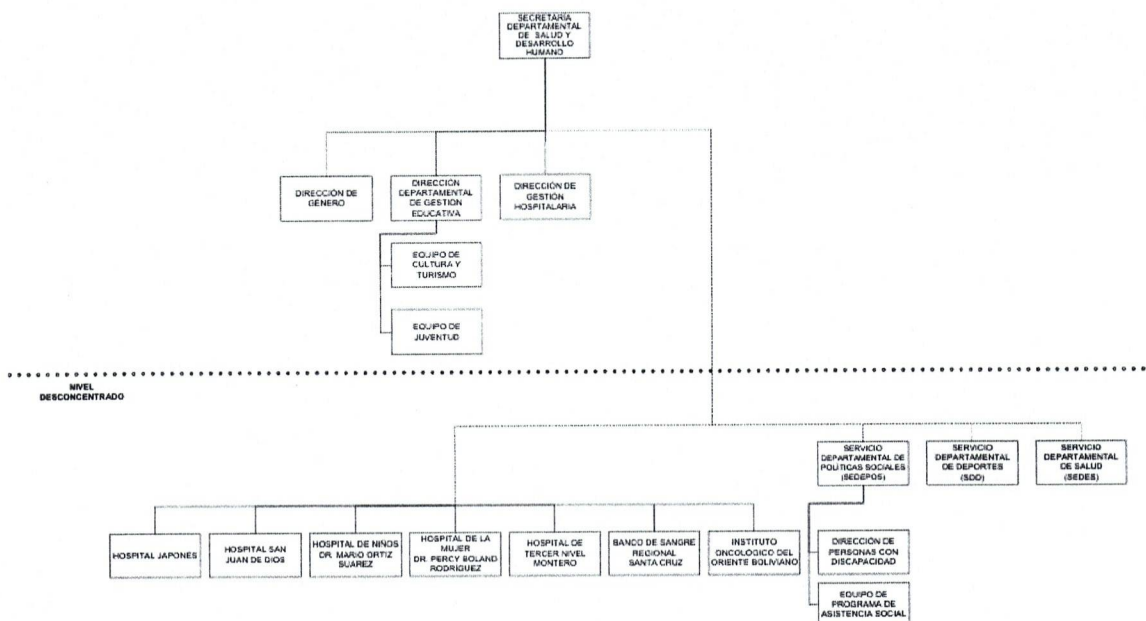 SECRETARIA
DEPARTAMENTAL
DE SALUD Y
DESARROLLO
HUMANO
DIRECCIÓN DE
GÉNERO
DIRECCIÓN
DEPARTAMENTAL
DE GESTIÓN
EDUCATIVA
DIRECCIÓN DE
GESTIÓN
HOSPITALARIA
EQUIPO DE
CULTURA Y
TURISMO
EQUIPO DE
JUVENTUD
NIVEL
DESCONCENTRADO
SERVICIO
DEPARTAMENTAL DE
POLÍTICAS SOCIALES
(SEDEPOS)
SERVICIO
DEPARTAMENTAL
DE DEPORTES
(SDD)
SERVICIO
DEPARTAMENTAL
DE SALUD
(SEDES)
HOSPITAL JAPONÉS
HOSPITAL SAN
JUAN DE DIOS
HOSPITAL DE NIÑOS
DR. MARIO ORTIZ
SUAREZ
HOSPITAL DE LA
MUJER
DR. PERCY BOLAND
RODRIGUEZ
HOSPITAL DE
TERCER NIVEL
MONTERO
BANCO DE SANGRE
REGIONAL
SANTA CRUZ
INSTITUTO
ONCOLÓGICO DEL
ORIENTE BOLIVIANO
DIRECCIÓN DE
PERSONAS CON
DISCAPACIDAD
EQUIPO DE
PROGRAMA DE
ASISTENCIA SOCIAL